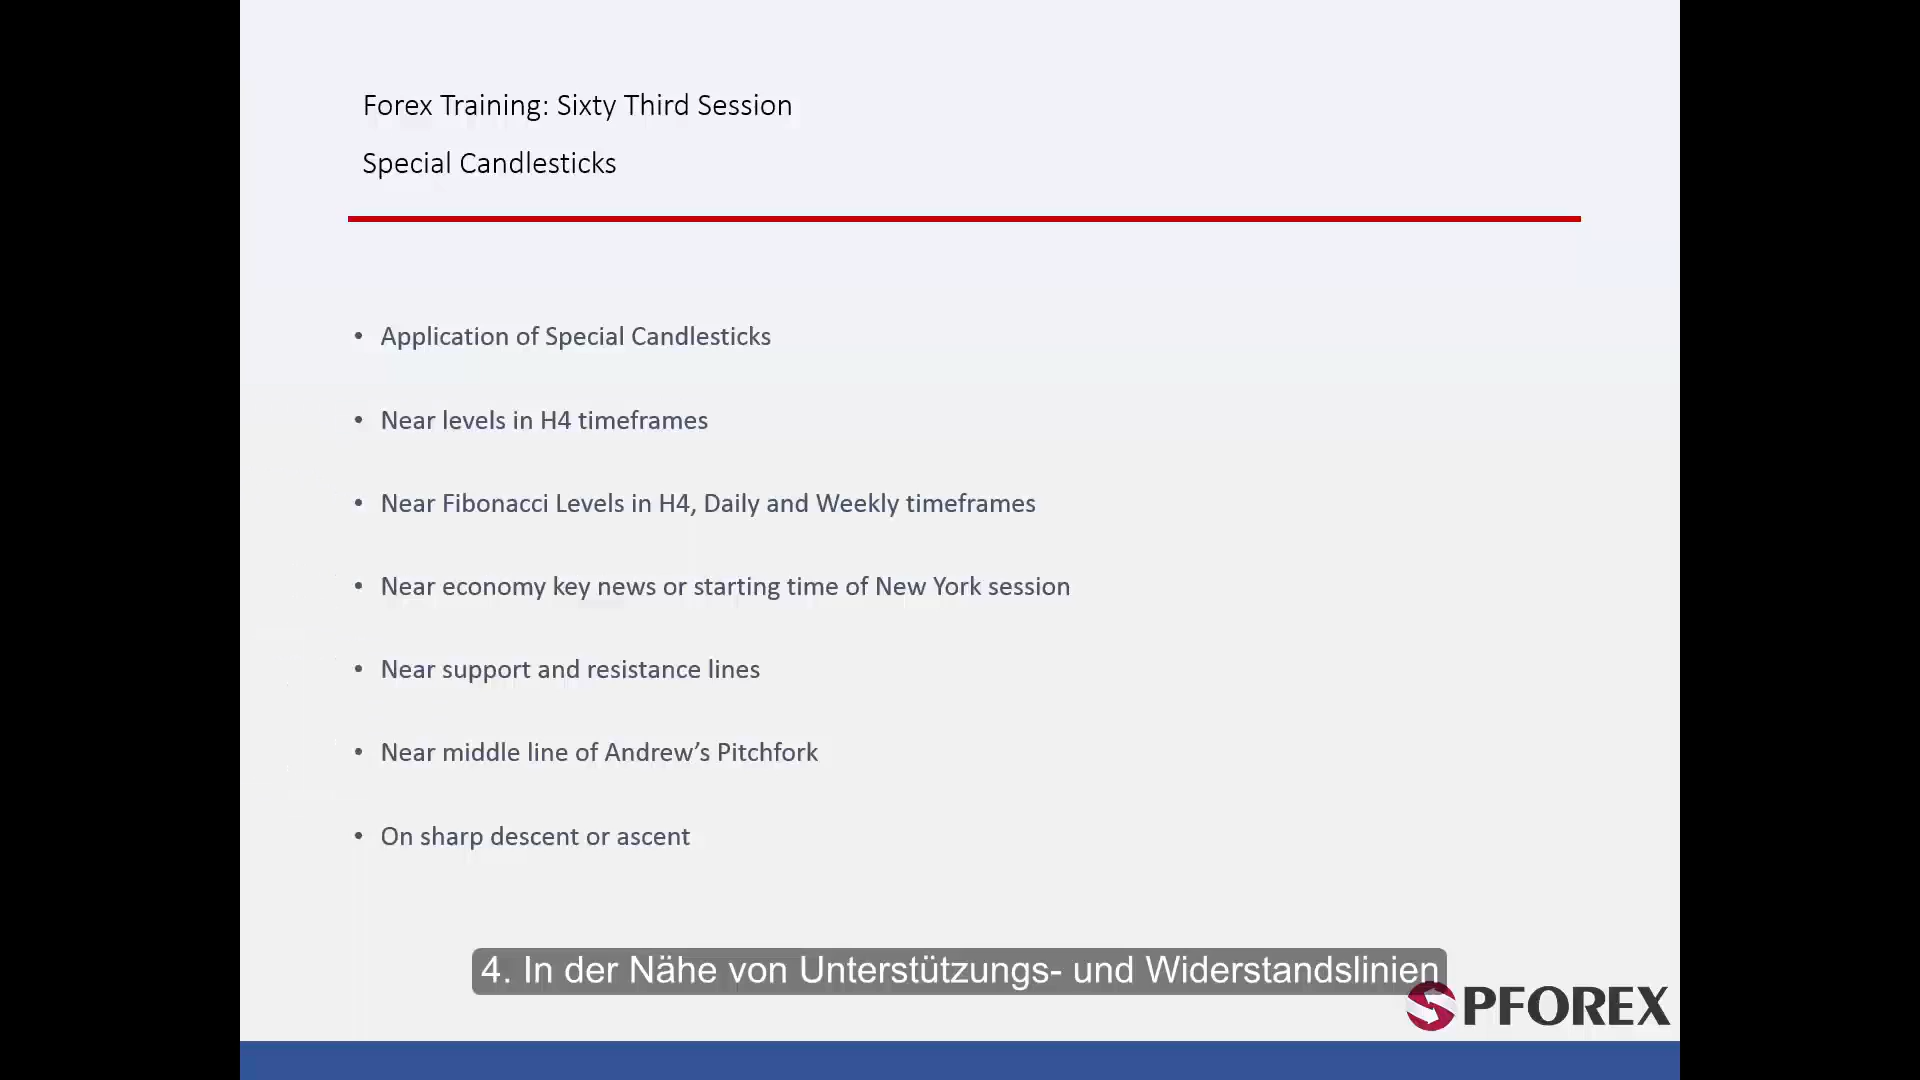 Forex Training: Sixty Third Session
Special Candlesticks
• Application of Special Candlesticks
• Near levels in H4 timeframes
• Near Fibonacci Levels in H4, Daily and Weekly timeframes
• Near economy key news or starting time of New York session
• Near support and resistance lines
• Near middle line of Andrew’s Pitchfork
• On sharp descent or ascent
4. In der Nähe von Unterstützungs- und Widerstandslinien
PFOREX